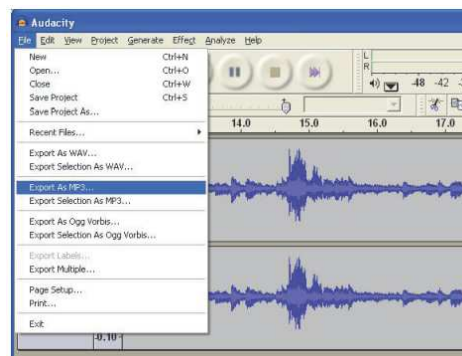 Audacity
File Edit View Project Generate Effect Analyze Help
New Ctrl+N
Open... Ctrl+O
Close Ctrl+W
Save Project Ctrl+S
Save Project As...
Recent Files...
Export As WAV...
Export Selection As WAV...
Export As MP3...
Export Selection As MP3...
Export As Ogg Vorbis...
Export Selection As Ogg Vorbis...
Export Labels...
Export Multiple...
Page Setup...
Print...
Exit
L
R
-48 -42
14.0 15.0 16.0 17.0
-0.10